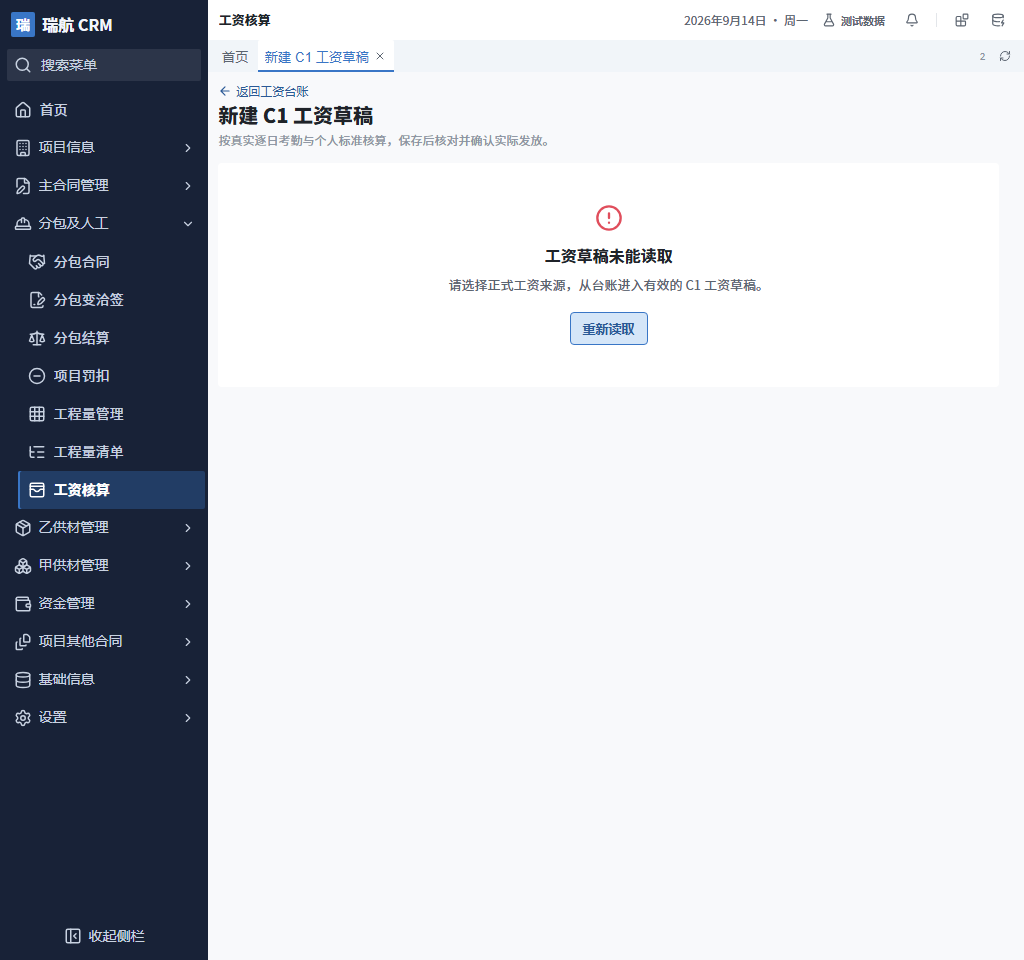 瑞 瑞航 CRM
搜索菜单
首页
项目信息
主合同管理
分包及人工
分包合同
分包变洽签
分包结算
项目罚扣
工程量管理
工程量清单
工资核算
乙供材管理
甲供材管理
资金管理
项目其他合同
基础信息
设置
收起侧栏
工资核算
2026年9月14日 · 周一 测试数据
首页 新建 C1 工资草稿
2
返回工资台账
新建 C1 工资草稿
按真实逐日考勤与个人标准核算，保存后核对并确认实际发放。
工资草稿未能读取
请选择正式工资来源，从台账进入有效的 C1 工资草稿。
重新读取